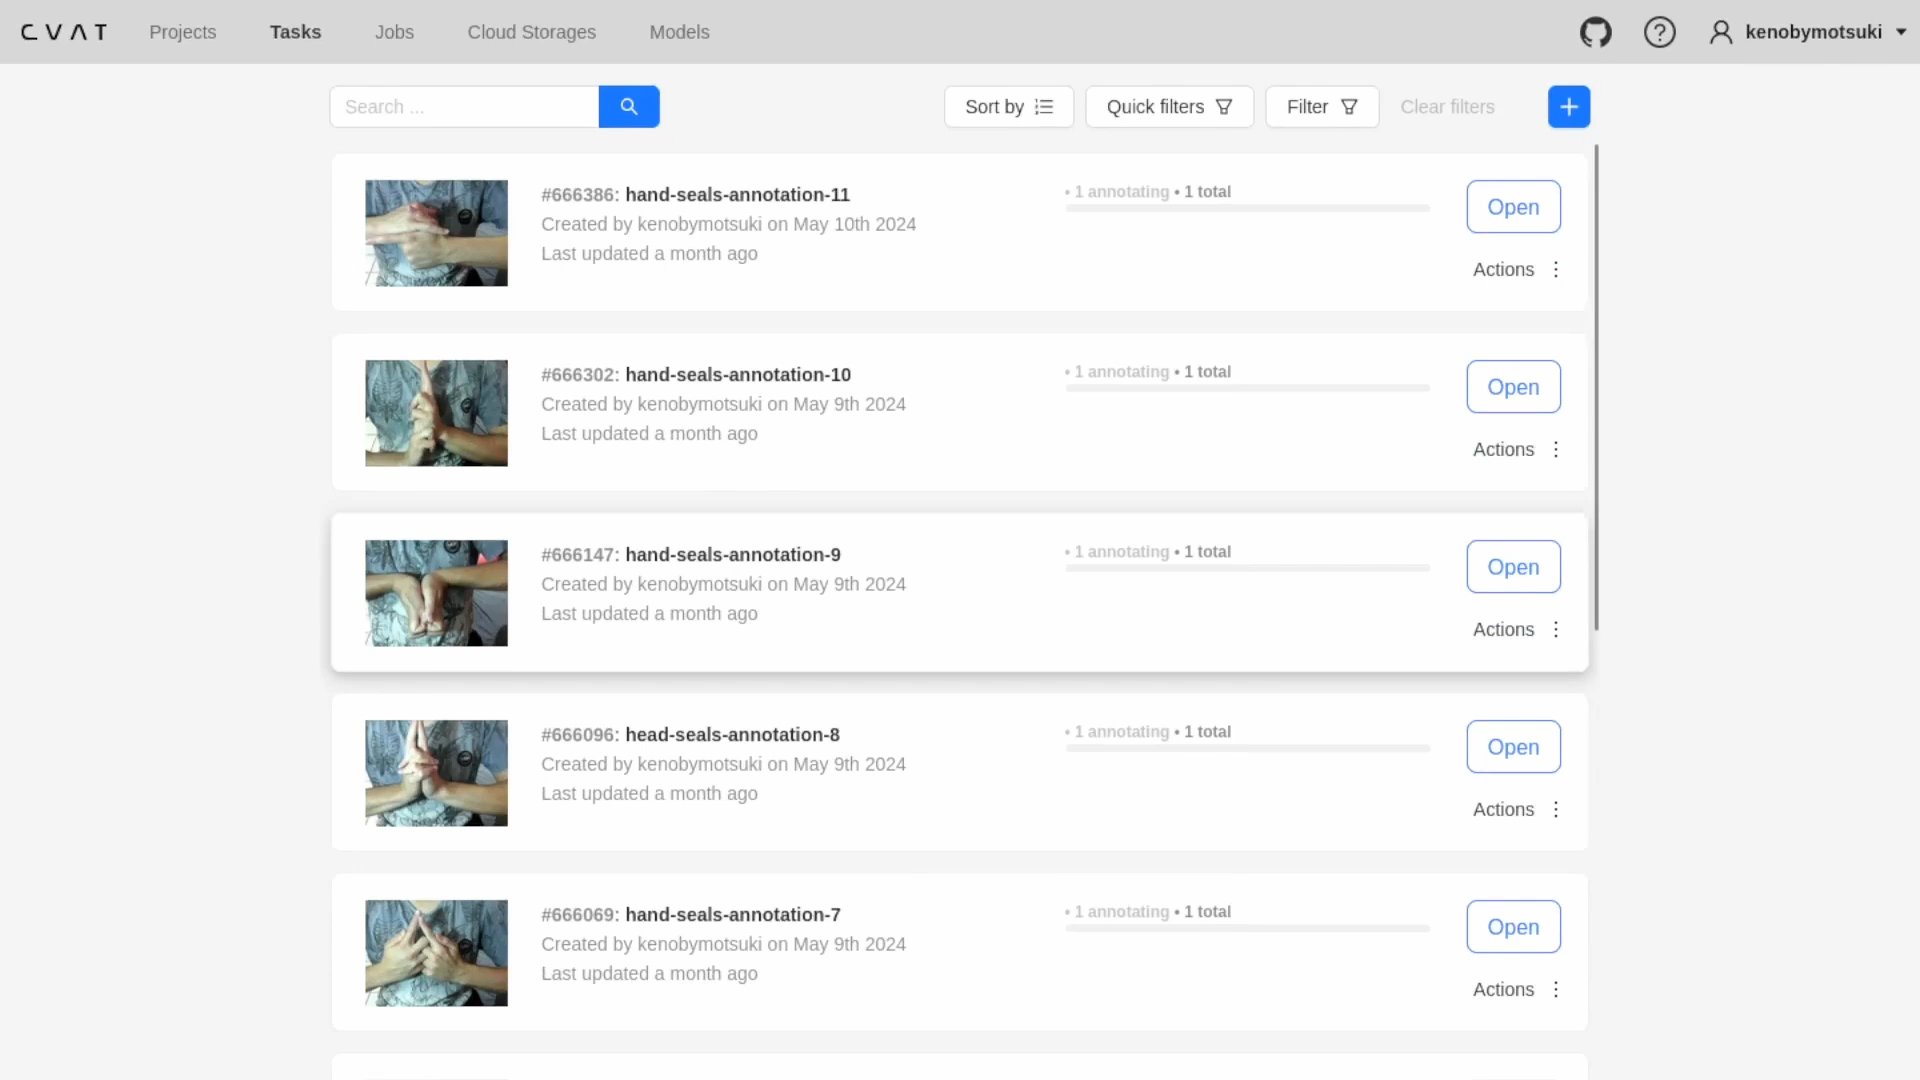 CVAT Projects Tasks Jobs Cloud Storages Models kenobymotsuki
Search ... Sort by Quick filters Filter Clear filters
#666386: hand-seals-annotation-11
Created by kenobymotsuki on May 10th 2024
Last updated a month ago
• 1 annotating • 1 total
Open
Actions
#666302: hand-seals-annotation-10
Created by kenobymotsuki on May 9th 2024
Last updated a month ago
• 1 annotating • 1 total
Open
Actions
#666147: hand-seals-annotation-9
Created by kenobymotsuki on May 9th 2024
Last updated a month ago
• 1 annotating • 1 total
Open
Actions
#666096: head-seals-annotation-8
Created by kenobymotsuki on May 9th 2024
Last updated a month ago
• 1 annotating • 1 total
Open
Actions
#666069: hand-seals-annotation-7
Created by kenobymotsuki on May 9th 2024
Last updated a month ago
• 1 annotating • 1 total
Open
Actions